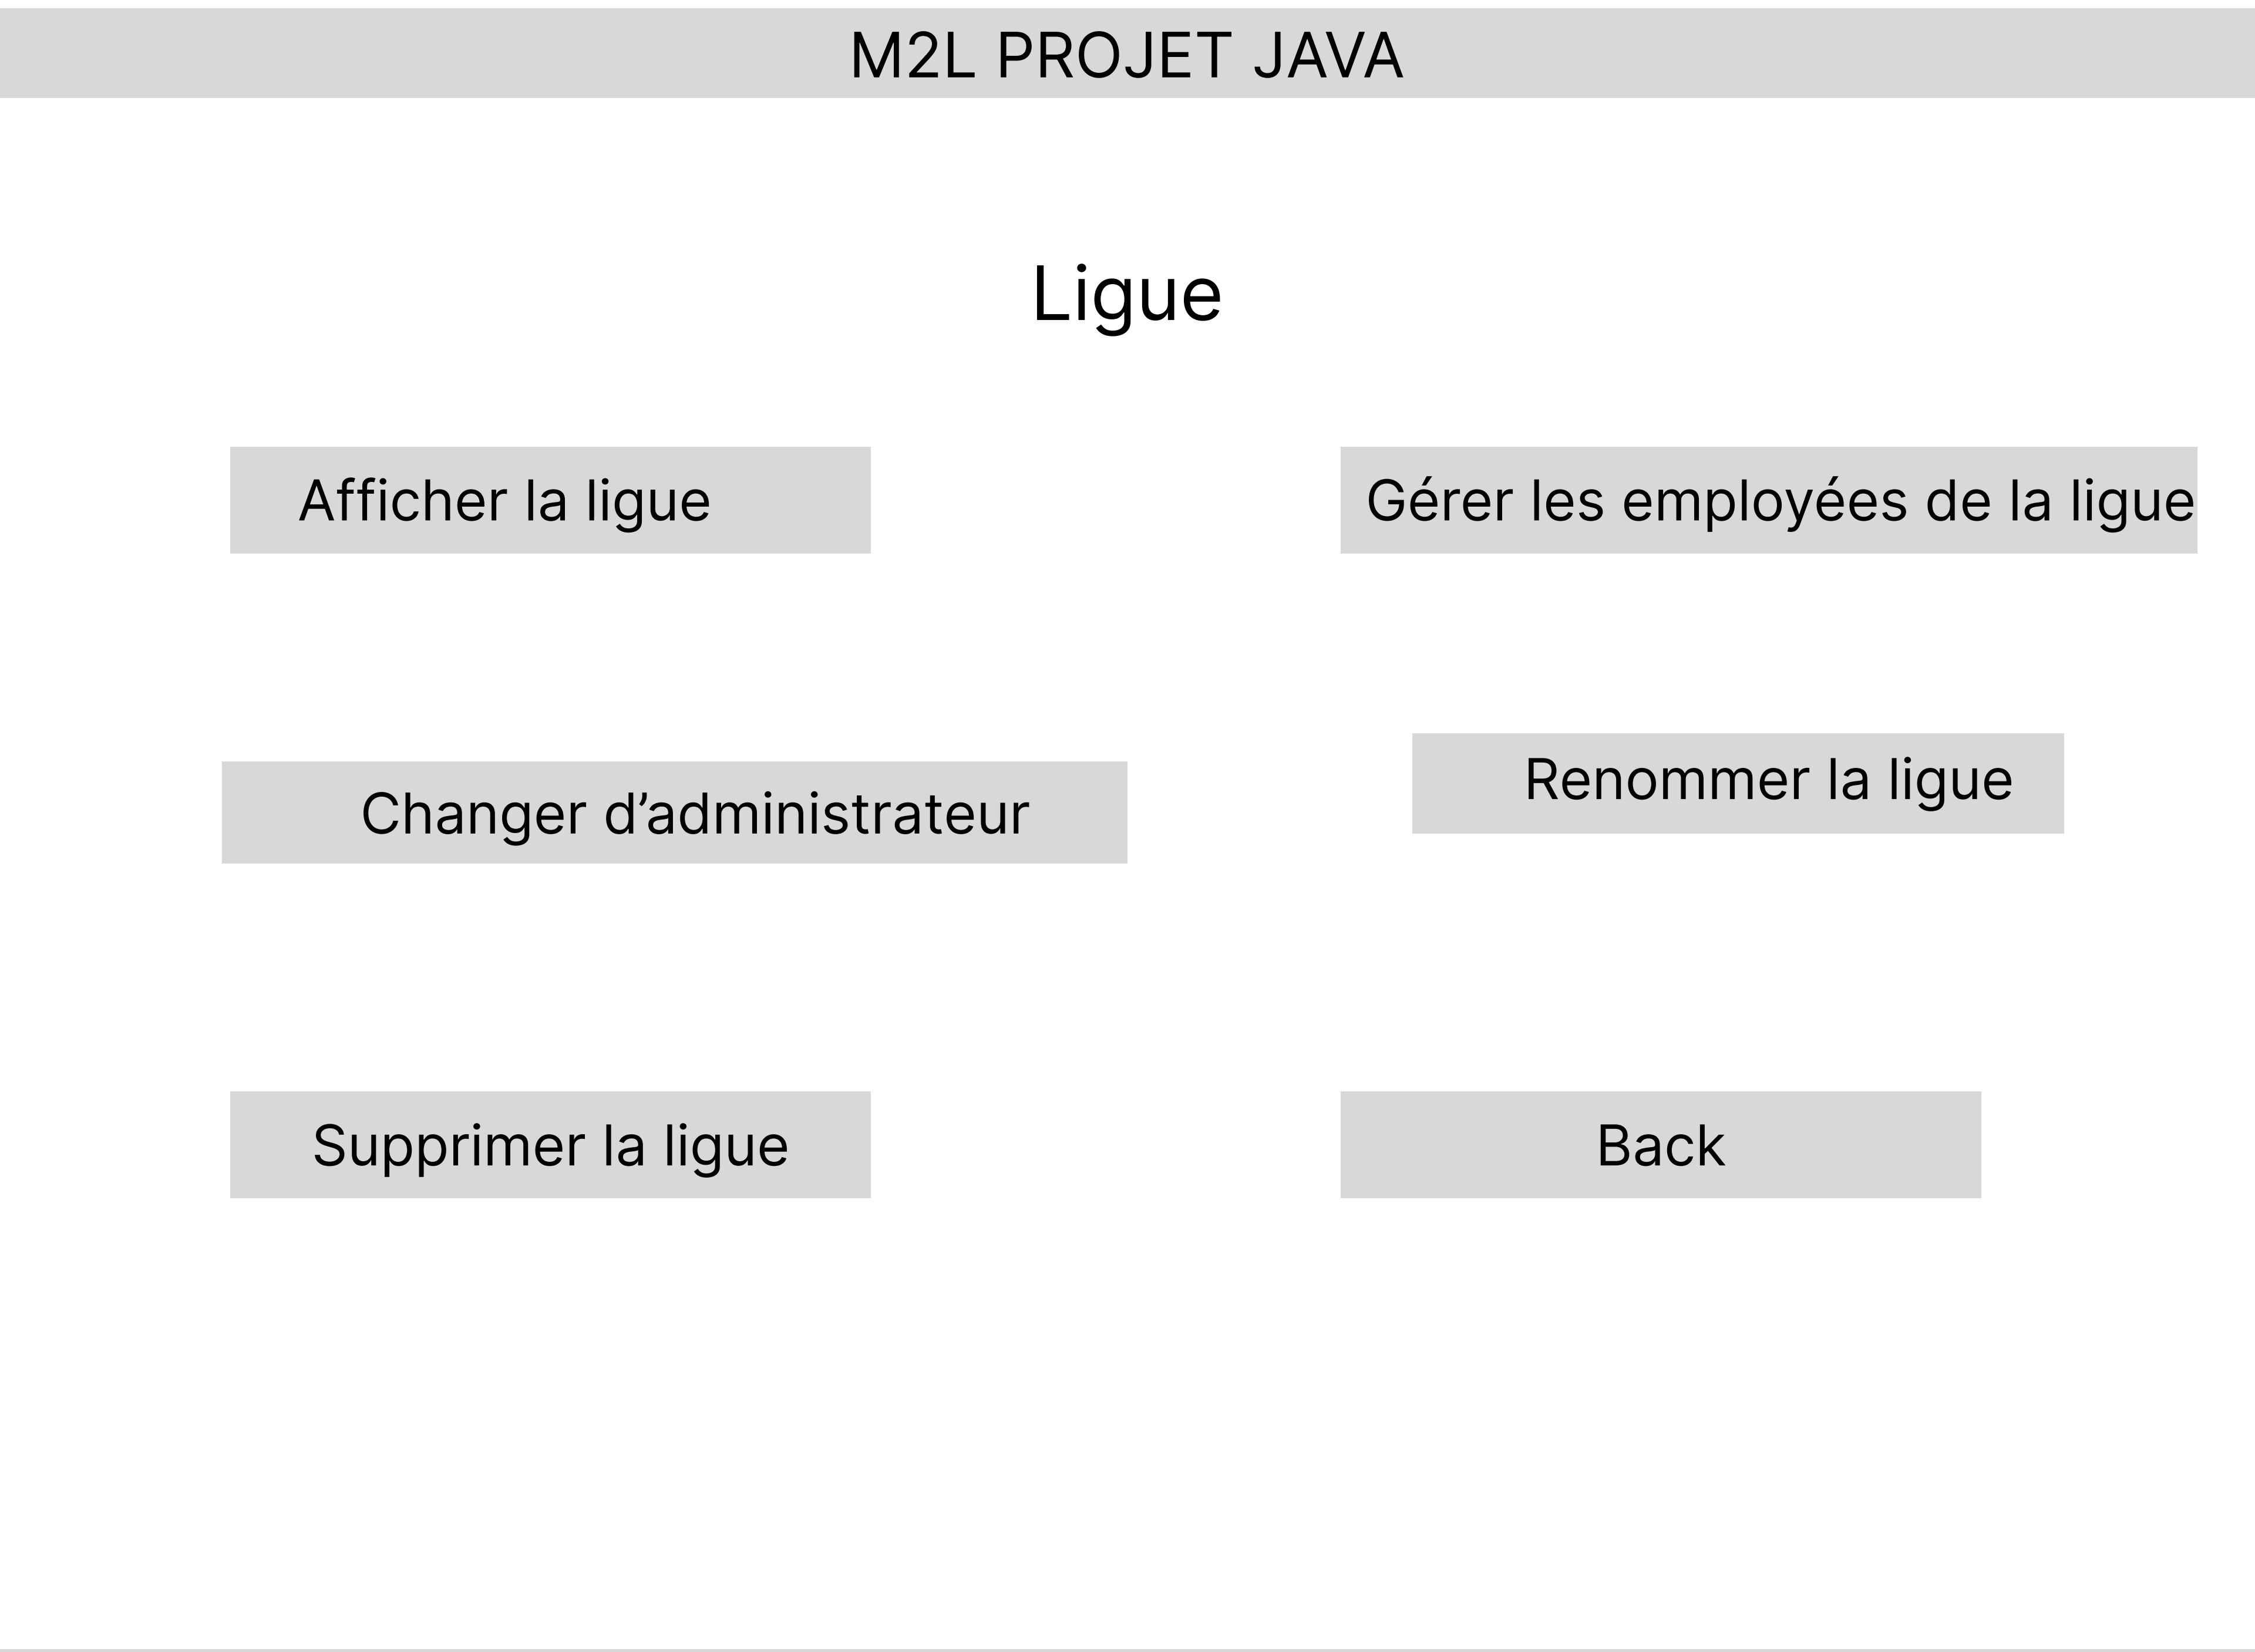 M2L PROJET JAVA
Ligue
Afficher la ligue
Gérer les employées de la ligue
Changer d’administrateur
Renommer la ligue
Supprimer la ligue
Back